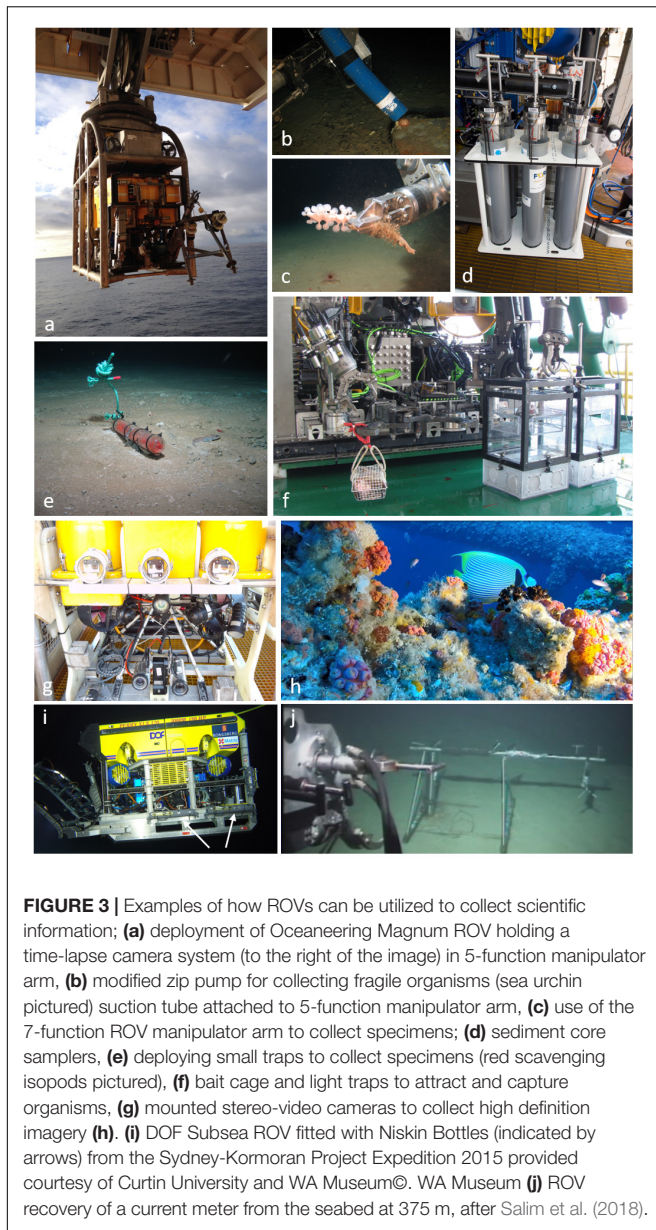 a
b
c
d
e
f
g
h
i
DOF
j
FIGURE 3 | Examples of how ROVs can be utilized to collect scientific
information; (a) deployment of Oceaneering Magnum ROV holding a
time-lapse camera system (to the right of the image) in 5-function manipulator
arm, (b) modified zip pump for collecting fragile organisms (sea urchin
pictured) suction tube attached to 5-function manipulator arm, (c) use of the
7-function ROV manipulator arm to collect specimens; (d) sediment core
samplers, (e) deploying small traps to collect specimens (red scavenging
isopods pictured), (f) bait cage and light traps to attract and capture
organisms, (g) mounted stereo-video cameras to collect high definition
imagery (h). (i) DOF Subsea ROV fitted with Niskin Bottles (indicated by
arrows) from the Sydney-Kormoran Project Expedition 2015 provided
courtesy of Curtin University and WA Museum©. WA Museum (j) ROV
recovery of a current meter from the seabed at 375 m, after Salim et al. (2018).